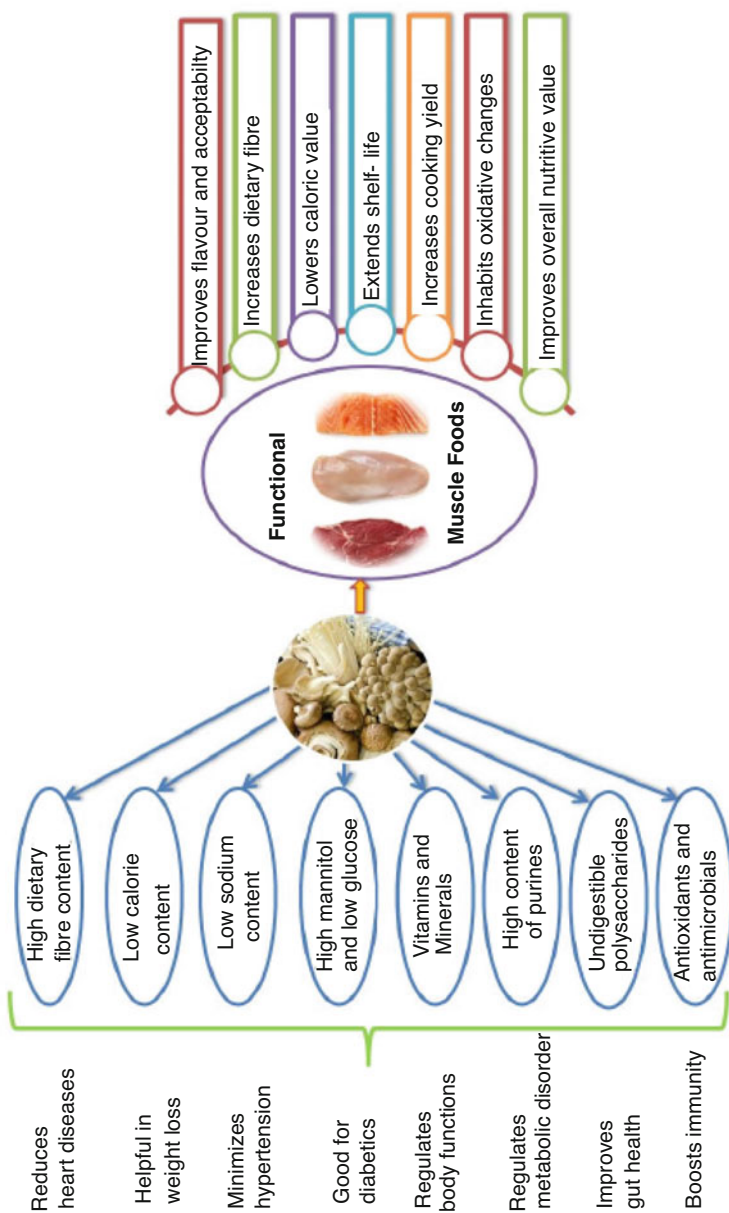 Reduces
heart diseases
Helpful in
weight loss
Minimizes
hypertension
Good for
diabetics
Regulates
body functions
Regulates
metabolic disorder
Improves
gut health
Boosts immunity
High dietary
fibre content
Low calorie
content
Low sodium
content
High mannitol
and low glucose
Vitamins and
Minerals
High content
of purines
Undigestible
polysaccharides
Antioxidants and
antimicrobials
Functional
Muscle Foods
Improves flavour and acceptabilty
Increases dietary fibre
Lowers caloric value
Extends shelf- life
Increases cooking yield
Inhabits oxidative changes
Improves overall nutritive value